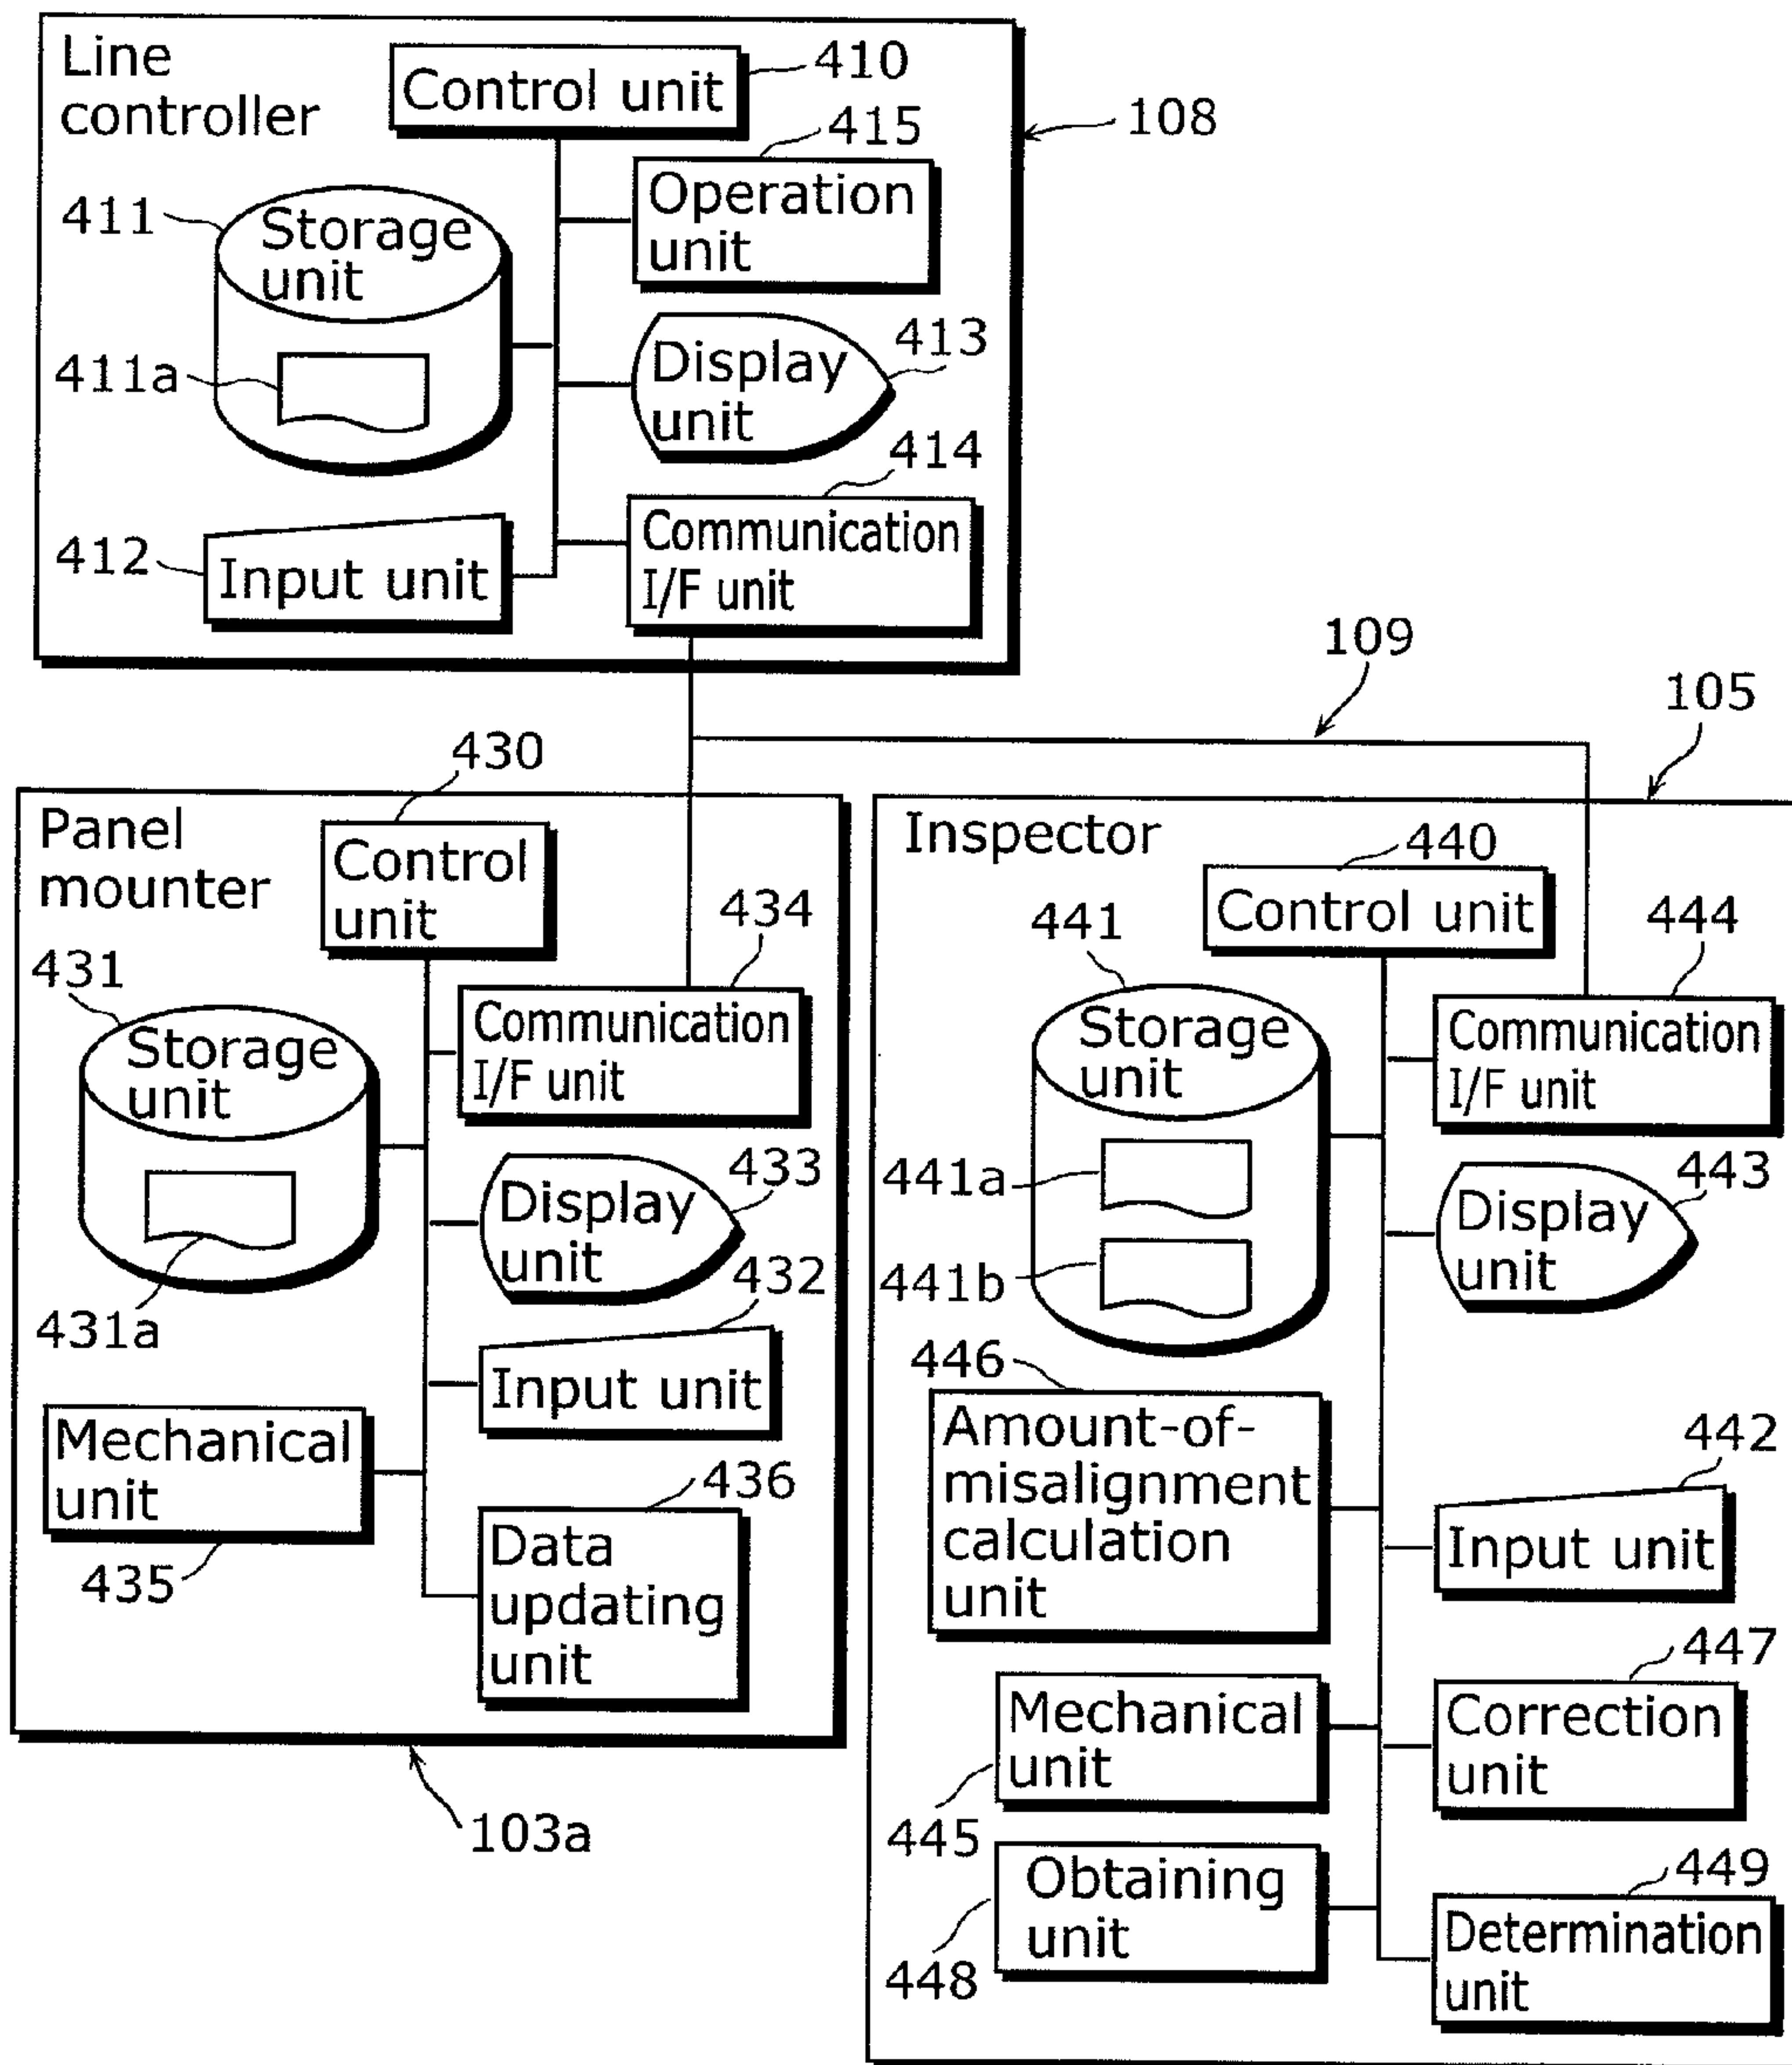 Line
controller
Control unit
410
108
415
Operation
unit
411
Storage
unit
411a
413
Display
unit
414
Communication
I/F unit
412
Input unit
109
105
430
Panel
mounter
Control
unit
434
431
Storage
unit
Communication
I/F unit
433
Display
unit
431a
432
Input unit
Mechanical
unit
435
436
Data
updating
unit
103a
Inspector
440
Control unit
441
444
Storage
unit
Communication
I/F unit
441a
443
Display
unit
441b
446
Amount-of-
misalignment
calculation
unit
442
Input unit
447
Mechanical
unit
Correction
unit
445
449
Obtaining
unit
448
Determination
unit